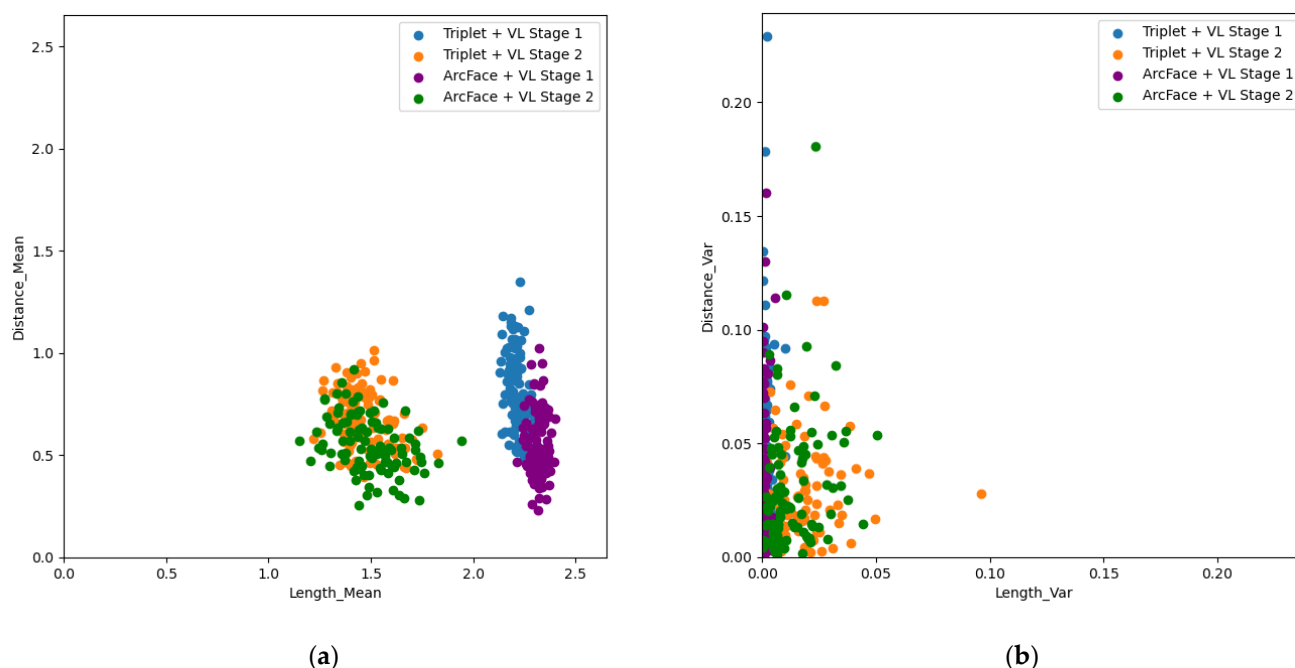 2.5
2.0
1.5
1.0
0.5
0.0
Distance_Mean
0.0 0.5 1.0 1.5 2.0 2.5
Length_Mean
Triplet + VL Stage 1
Triplet + VL Stage 2
ArcFace + VL Stage 1
ArcFace + VL Stage 2
(a)
0.20
0.15
0.10
0.05
0.00
Distance_Var
0.00 0.05 0.10 0.15 0.20
Length_Var
Triplet + VL Stage 1
Triplet + VL Stage 2
ArcFace + VL Stage 1
ArcFace + VL Stage 2
(b)